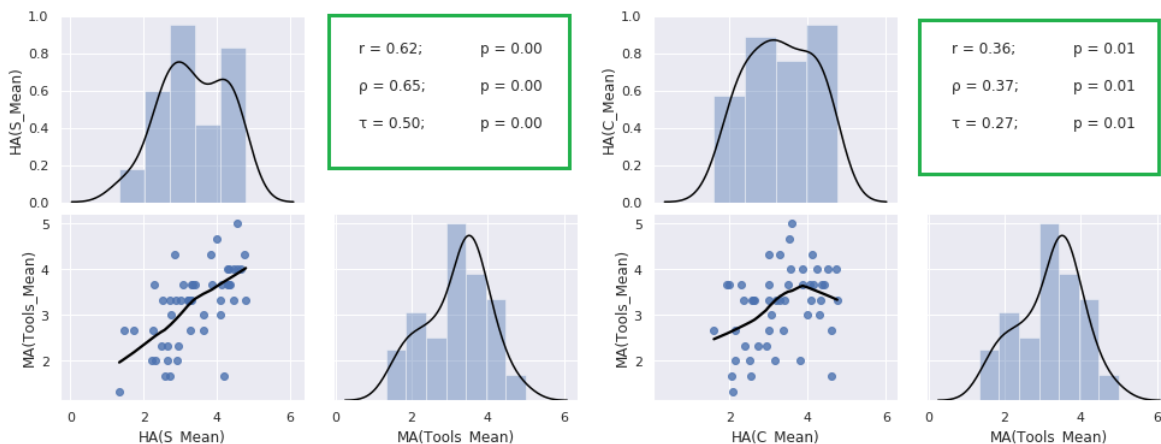 HA(S_Mean)
1.0
0.8
0.6
0.4
0.2
0.0
r = 0.62; p = 0.00
ρ = 0.65; p = 0.00
τ = 0.50; p = 0.00
HA(C_Mean)
1.0
0.8
0.6
0.4
0.2
0.0
r = 0.36; p = 0.01
ρ = 0.37; p = 0.01
τ = 0.27; p = 0.01
MA(Tools_Mean)
5
4
3
2
0 2 4 6
HA(S_Mean)
0 2 4 6
MA(Tools_Mean)
MA(Tools_Mean)
5
4
3
2
2 4 6
HA(C_Mean)
0 2 4 6
MA(Tools_Mean)